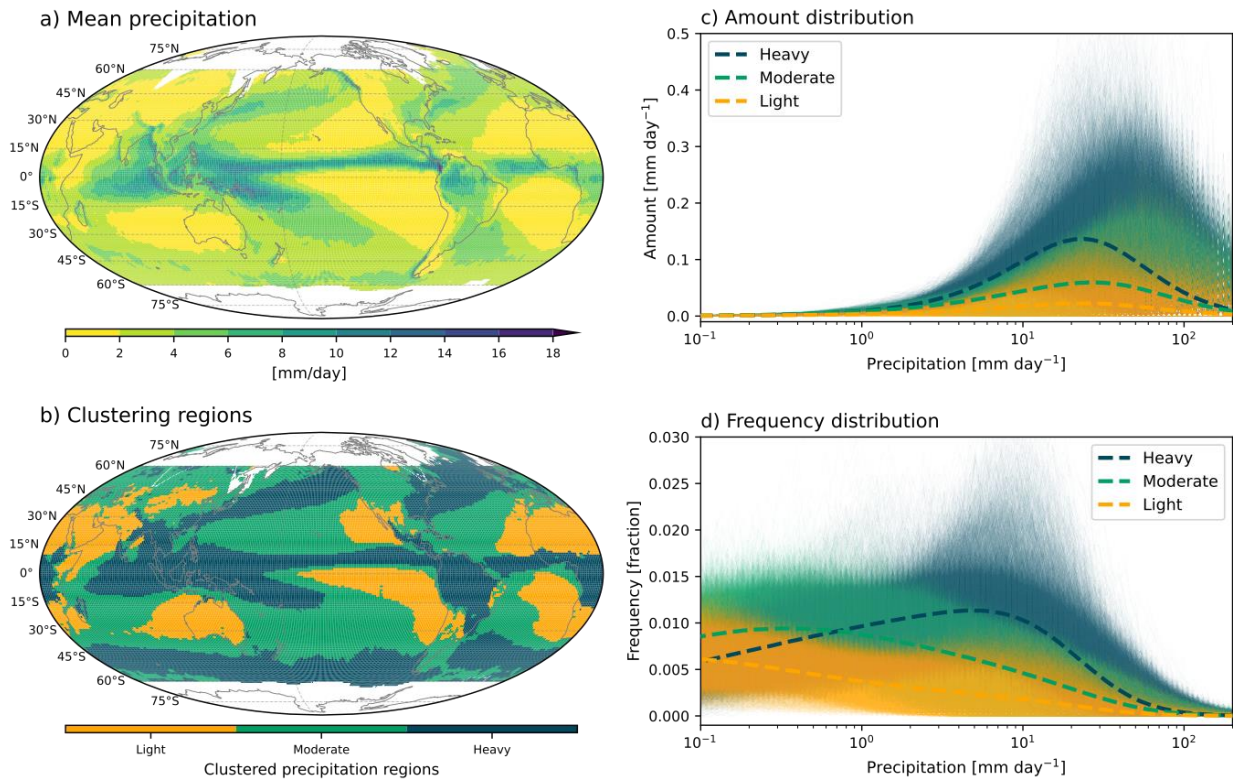 a) Mean precipitation
75°N
60°N
45°N
30°N
15°N
0°
15°S
30°S
45°S
60°S
75°S
0 2 4 6 8 10 12 14 16 18
[mm/day]
b) Clustering regions
75°N
60°N
45°N
30°N
15°N
0°
15°S
30°S
45°S
60°S
75°S
Light Moderate Heavy
Clustered precipitation regions
c) Amount distribution
Heavy
Moderate
Light
Amount [mm day⁻¹]
0.5
0.4
0.3
0.2
0.1
0.0
10⁻¹ 10⁰ 10¹ 10²
Precipitation [mm day⁻¹]
d) Frequency distribution
Heavy
Moderate
Light
Frequency [fraction]
0.030
0.025
0.020
0.015
0.010
0.005
0.000
10⁻¹ 10⁰ 10¹ 10²
Precipitation [mm day⁻¹]